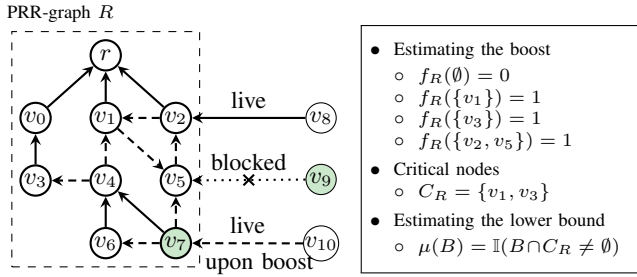 PRR-graph R
r
v₀ v₁ v₂ live v₈
v₃ v₄ v₅ blocked v₉
v₆ v₇ live v₁₀
upon boost
• Estimating the boost
∘ f_R(∅) = 0
∘ f_R({v₁}) = 1
∘ f_R({v₃}) = 1
∘ f_R({v₂, v₅}) = 1
• Critical nodes
∘ C_R = {v₁, v₃}
• Estimating the lower bound
∘ μ(B) = 𝕀(B∩C_R ≠ ∅)